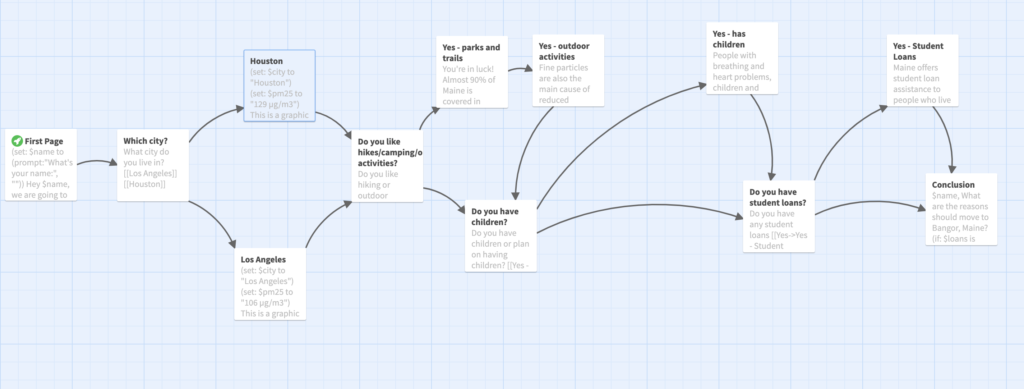 First Page
(set: $name to
(prompt:"What's
your name:",
"")) Hey $name,
we are going to
Which city?
What city do
you live in?
[[Los Angeles]]
[[Houston]]
Houston
(set: $city to
"Houston")
(set: $pm25 to
"129 µg/m3")
This is a graphic
Los Angeles
(set: $city to
"Los Angeles")
(set: $pm25 to
"106 µg/m3")
This is a graphic
Do you like
hikes/camping/o
activities?
Do you like
hiking or
outdoor
Yes - parks and
trails
You're in luck!
Almost 90% of
Maine is
covered in
Yes - outdoor
activities
Fine particles
are also the
main cause of
reduced
Do you have
children?
Do you have
children or plan
on having
children? [[Yes -
Yes - has
children
People with
breathing and
heart problems,
children and
Do you have
student loans?
Do you have
any student
loans [[Yes->Yes
- Student
Yes - Student
Loans
Maine offers
student loan
assistance to
people who live
Conclusion
$name, What
are the reasons
should move to
Bangor, Maine?
(if: $loans is